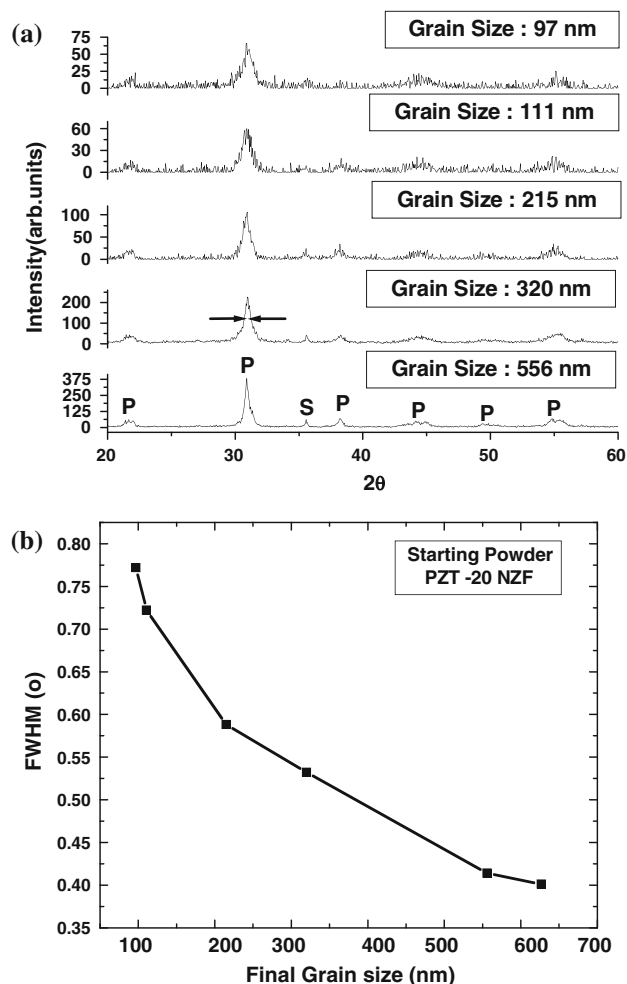 (a)
75
50
25
0
Grain Size : 97 nm
60
30
0
Grain Size : 111 nm
100
50
0
Grain Size : 215 nm
200
100
0
Grain Size : 320 nm
375
250
125
0
Grain Size : 556 nm
P P S P P P P
20 30 40 50 60
2θ
Intensity(arb.units)
(b)
0.80
0.75
0.70
0.65
0.60
0.55
0.50
0.45
0.40
0.35
FWHM (o)
Starting Powder
PZT -20 NZF
100 200 300 400 500 600 700
Final Grain size (nm)